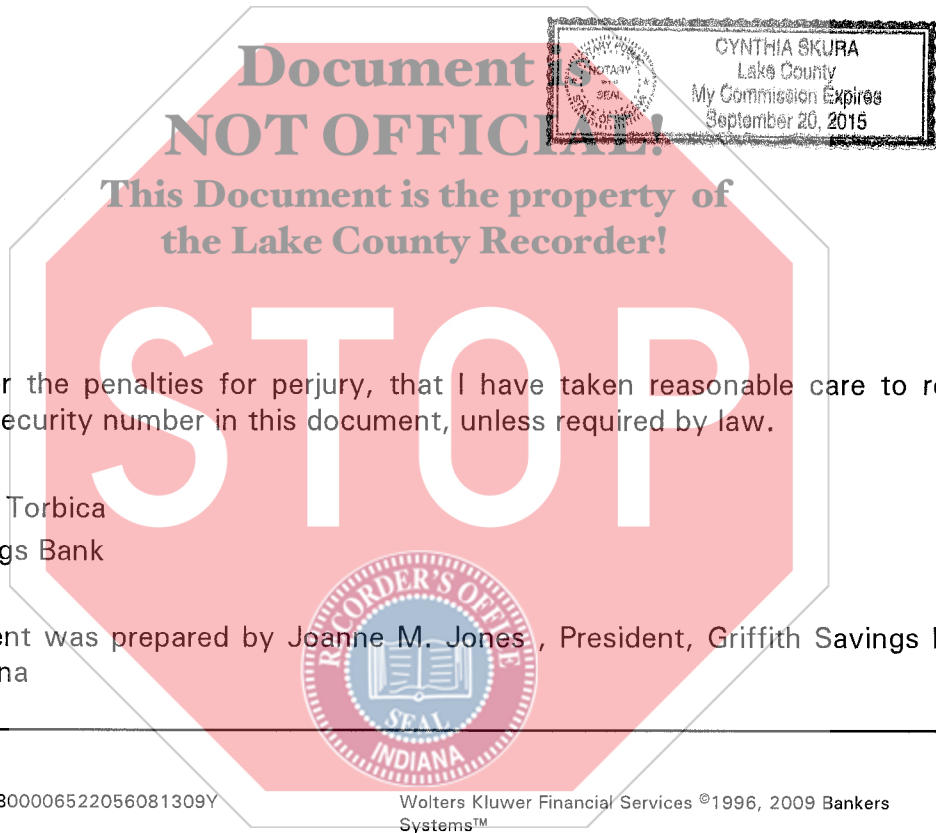 Document is
NOT OFFICIAL!
This Document is the property of
the Lake County Recorder!
NOTARY
SEAL
CYNTHIA SKURA
Lake County
My Commission Expires
September 20, 2015
STOP
r the penalties for perjury, that I have taken reasonable care to r
ecurity number in this document, unless required by law.
Torbica
gs Bank
RECORDER'S OFFICE
SEAL
INDIANA
ent was prepared by Joanne M. Jones , President, Griffith Savings
na
300006522056081309Y
Wolters Kluwer Financial Services ©1996, 2009 Bankers
Systems™